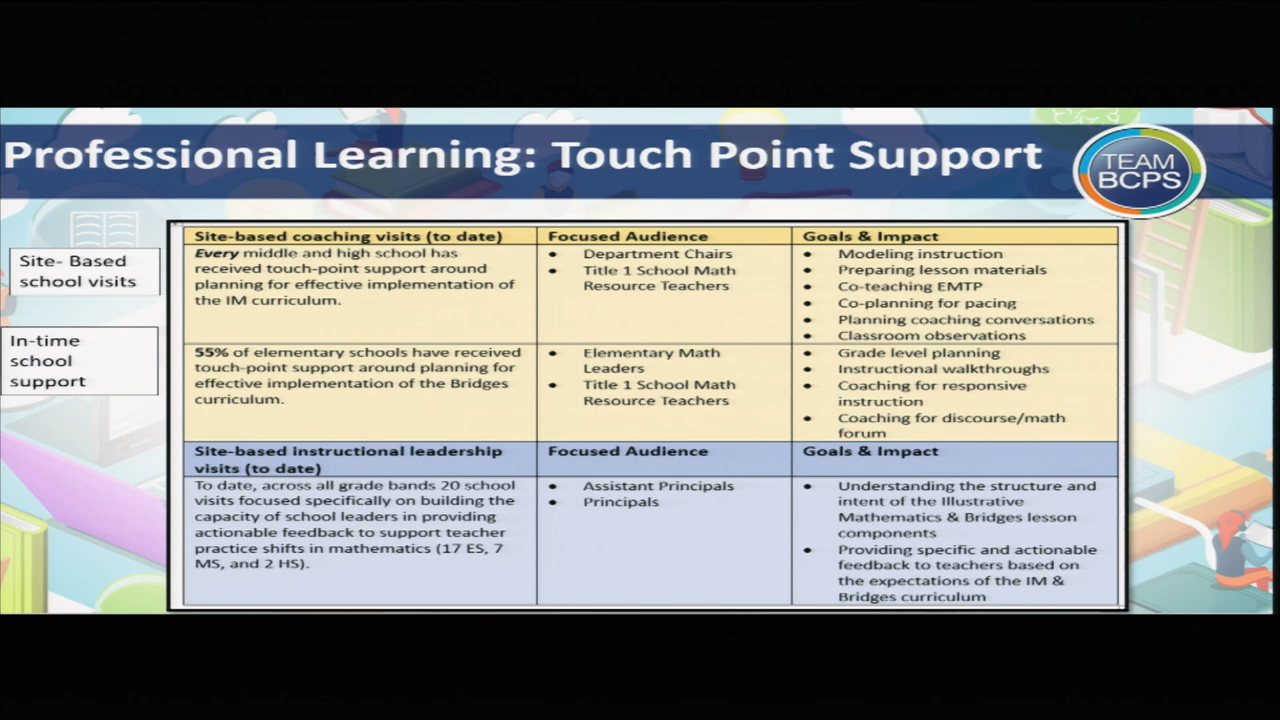 Professional Learning: Touch Point Support
TEAM
BCPS
Site- Based
school visits
In-time
school
support
Site-based coaching visits (to date)
Focused Audience
Goals & Impact
Every middle and high school has
received touch-point support around
planning for effective implementation of
the IM curriculum.
• Department Chairs
• Title 1 School Math
Resource Teachers
• Modeling instruction
• Preparing lesson materials
• Co-teaching EMTP
• Co-planning for pacing
• Planning coaching conversations
• Classroom observations
55% of elementary schools have received
touch-point support around planning for
effective implementation of the Bridges
curriculum.
• Elementary Math
Leaders
• Title 1 School Math
Resource Teachers
• Grade level planning
• Instructional walkthroughs
• Coaching for responsive
instruction
• Coaching for discourse/math
forum
Site-based instructional leadership
visits (to date)
Focused Audience
Goals & Impact
To date, across all grade bands 20 school
visits focused specifically on building the
capacity of school leaders in providing
actionable feedback to support teacher
practice shifts in mathematics (17 ES, 7
MS, and 2 HS).
• Assistant Principals
• Principals
• Understanding the structure and
intent of the Illustrative
Mathematics & Bridges lesson
components
• Providing specific and actionable
feedback to teachers based on
the expectations of the IM &
Bridges curriculum